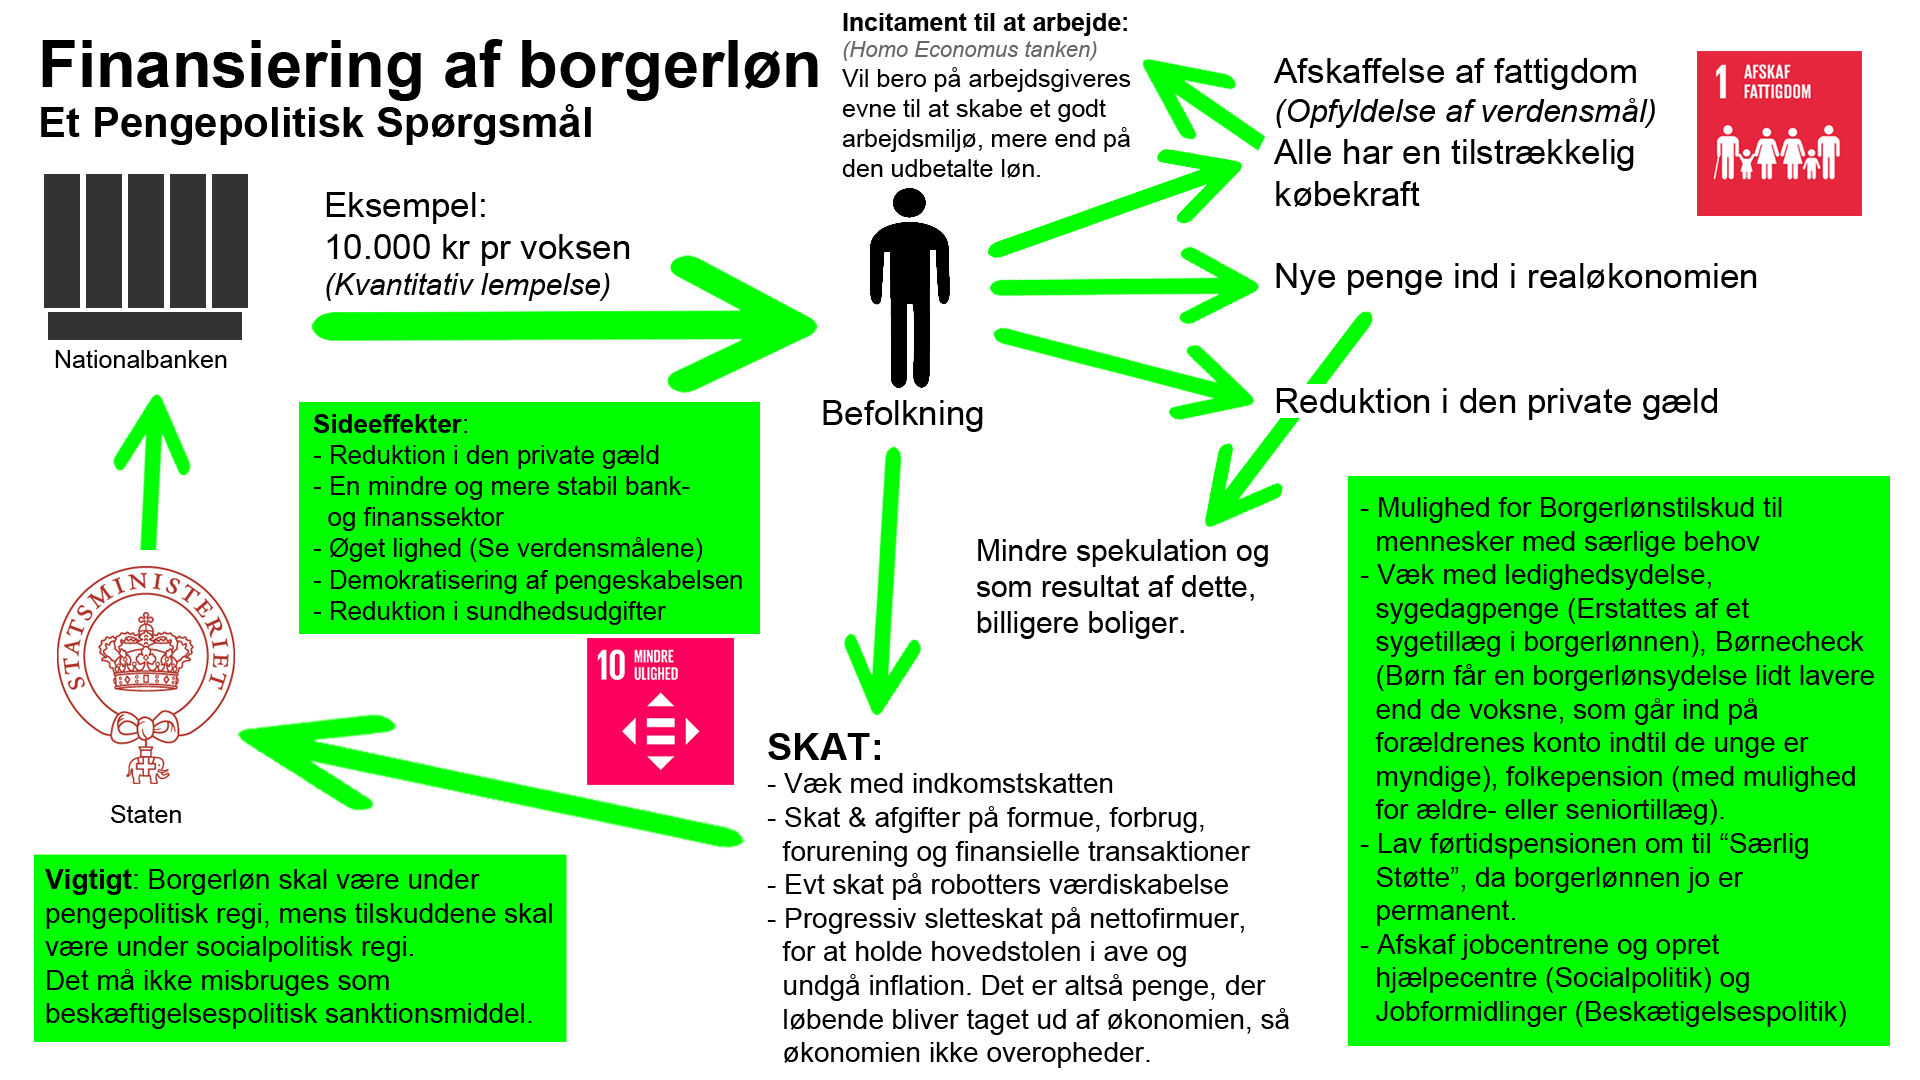 Finansiering af borgerløn
Et Pengepolitisk Spørgsmål
Incitament til at arbejde:
(Homo Economus tanken)
Vil bero på arbejdsgiveres
evne til at skabe et godt
arbejdsmiljø, mere end på
den udbetalte løn.
Afskaffelse af fattigdom
(Opfyldelse af verdensmål)
Alle har en tilstrækkelig
købekraft
1 AFSKAF
FATTIGDOM
Nationalbanken
Eksempel:
10.000 kr pr voksen
(Kvantitativ lempelse)
Befolkning
Nye penge ind i realøkonomien
Reduktion i den private gæld
Mindre spekulation og
som resultat af dette,
billigere boliger.
Sideeffekter:
- Reduktion i den private gæld
- En mindre og mere stabil bank-
og finanssektor
- Øget lighed (Se verdensmålene)
- Demokratisering af pengeskabelsen
- Reduktion i sundhedsudgifter
10 MINDRE
ULIGHED
STATSMINISTERIET
Staten
Vigtigt: Borgerløn skal være under
pengepolitisk regi, mens tilskuddene skal
være under socialpolitisk regi.
Det må ikke misbruges som
beskæftigelsespolitisk sanktionsmiddel.
SKAT:
- Væk med indkomstskatten
- Skat & afgifter på formue, forbrug,
forurening og finansielle transaktioner
- Evt skat på robotters værdiskabelse
- Progressiv sletteskat på nettofirmuer,
for at holde hovedstolen i ave og
undgå inflation. Det er altså penge, der
løbende bliver taget ud af økonomien, så
økonomien ikke overopheder.
- Mulighed for Borgerlønstilskud til
mennesker med særlige behov
- Væk med ledighedsydelse,
sygedagpenge (Erstattes af et
sygetillæg i borgerlønnen), Børnecheck
(Børn får en borgerlønsydelse lidt lavere
end de voksne, som går ind på
forældrenes konto indtil de unge er
myndige), folkepension (med mulighed
for ældre- eller seniortillæg).
- Lav førtidspensionen om til “Særlig
Støtte”, da borgerlønnen jo er
permanent.
- Afskaf jobcentrene og opret
hjælpecentre (Socialpolitik) og
Jobformidlinger (Beskætigelsespolitik)